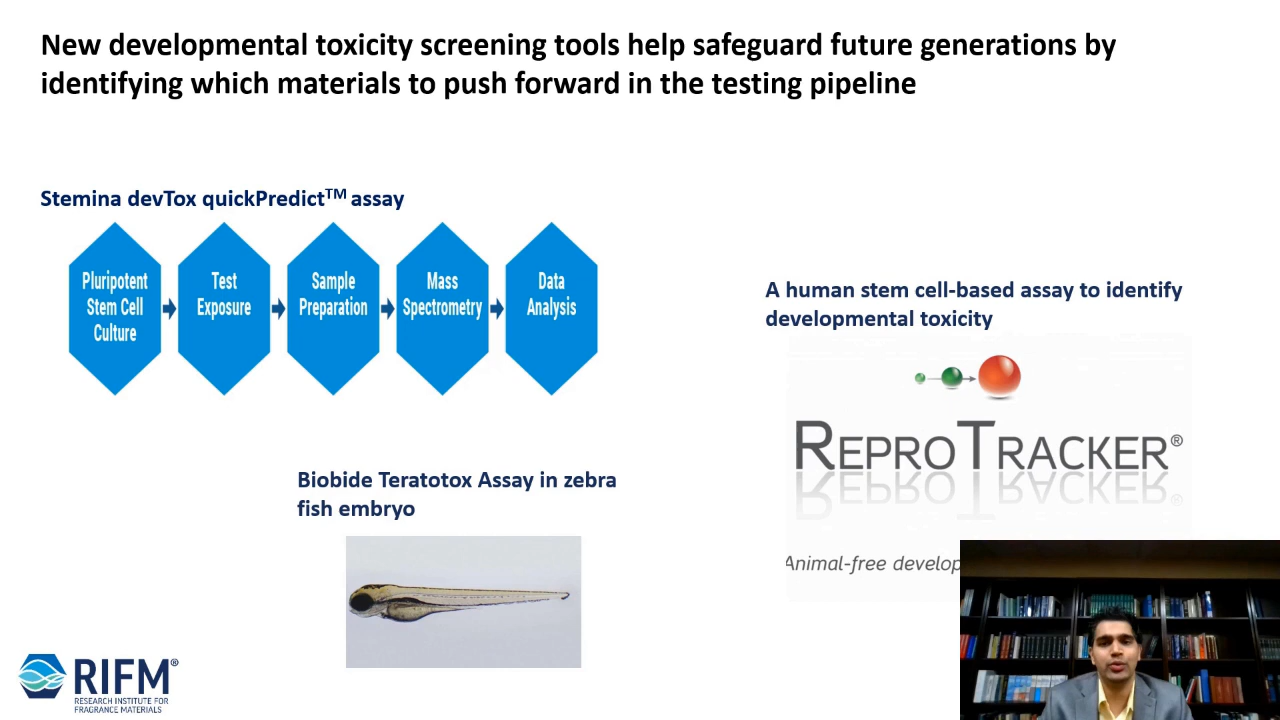 New developmental toxicity screening tools help safeguard future generations by
identifying which materials to push forward in the testing pipeline
Stemina devTox quickPredict™ assay
Pluripotent
Stem Cell
Culture
Test
Exposure
Sample
Preparation
Mass
Spectrometry
Data
Analysis
A human stem cell-based assay to identify
developmental toxicity
REPROTRACKER®
Animal-free develop
Biobide Teratotox Assay in zebra
fish embryo
RIFM®
RESEARCH INSTITUTE FOR
FRAGRANCE MATERIALS